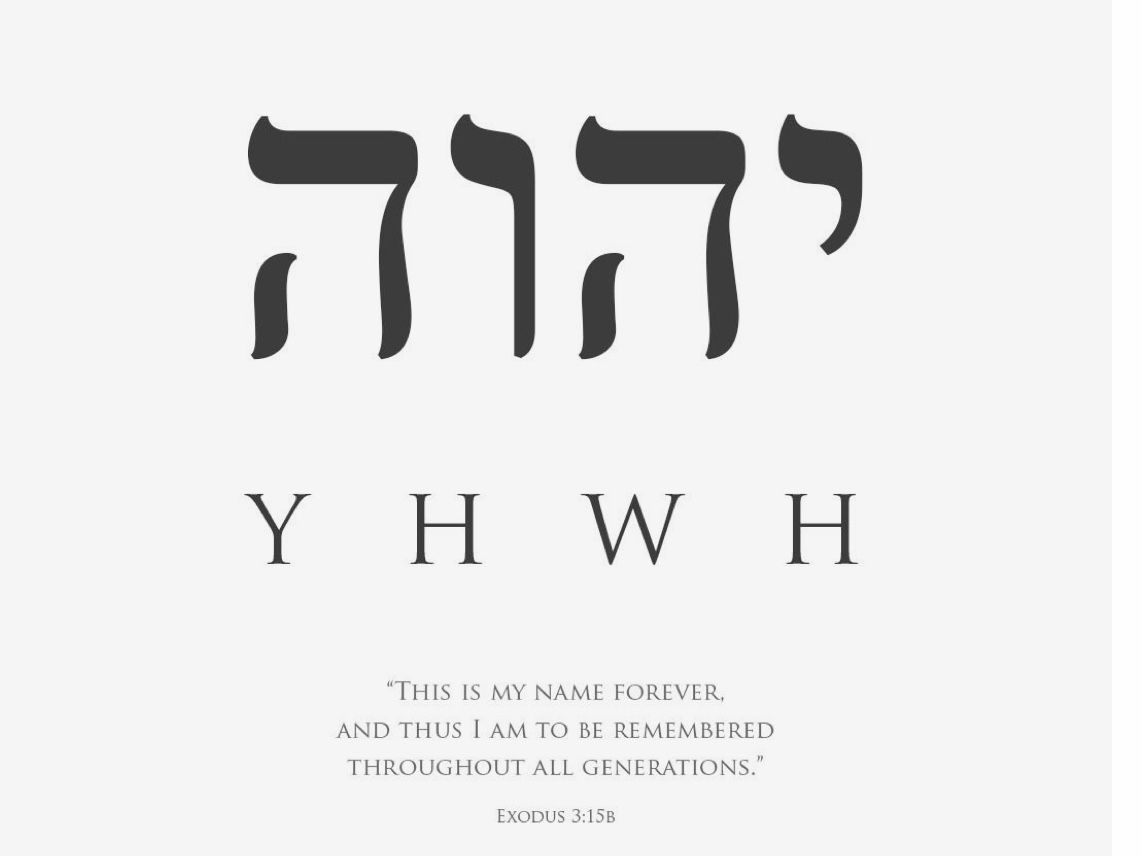 יהוה
Y H W H
“This is my name forever,
and thus I am to be remembered
throughout all generations.”
Exodus 3:15b